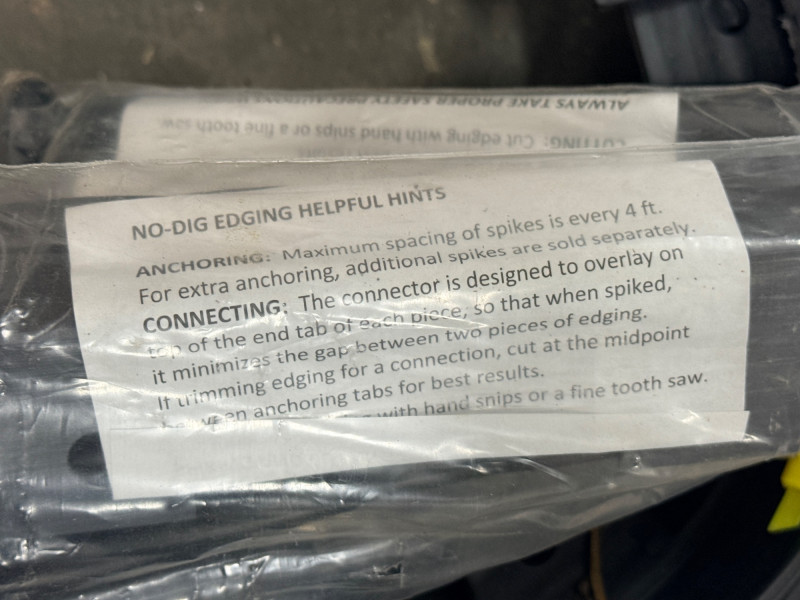 ALWAYS TAKE PROPER SAFETY
CUTTING: Cut edging with hand snips or a fine tooth saw.
NO-DIG EDGING HELPFUL HINTS
ANCHORING: Maximum spacing of spikes is every 4 ft.
For extra anchoring, additional spikes are sold separately.
CONNECTING: The connector is designed to overlay on
top of the end tab of each piece, so that when spiked,
it minimizes the gap between two pieces of edging.
If trimming edging for a connection, cut at the midpoint
between anchoring tabs for best results.
with hand snips or a fine tooth saw.